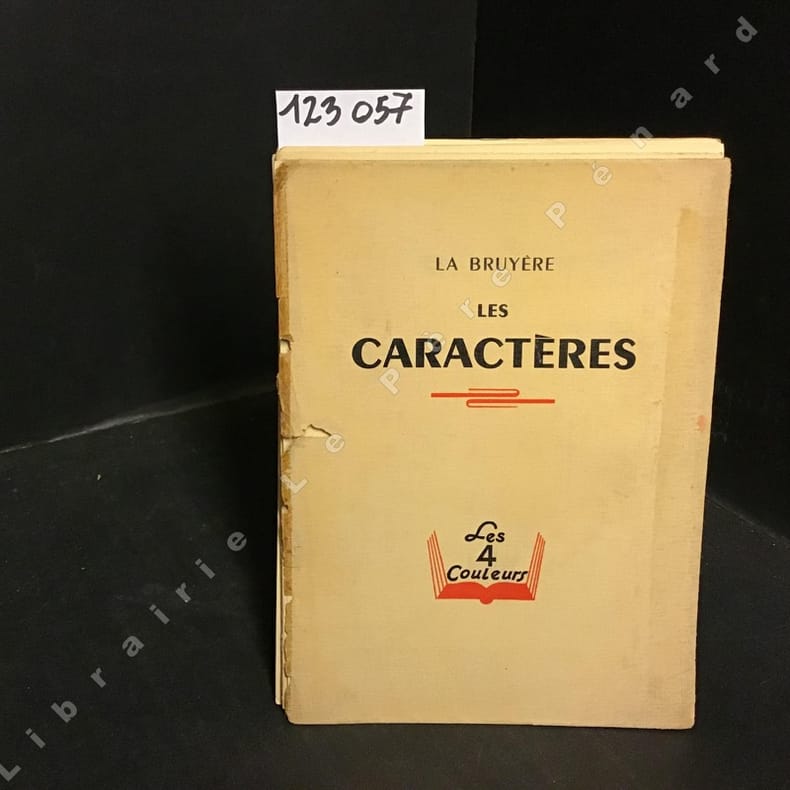 123 057
LA BRUYÈRE
LES
CARACTÈRES
Les
4
Couleurs
Librairie Le Père Pénard